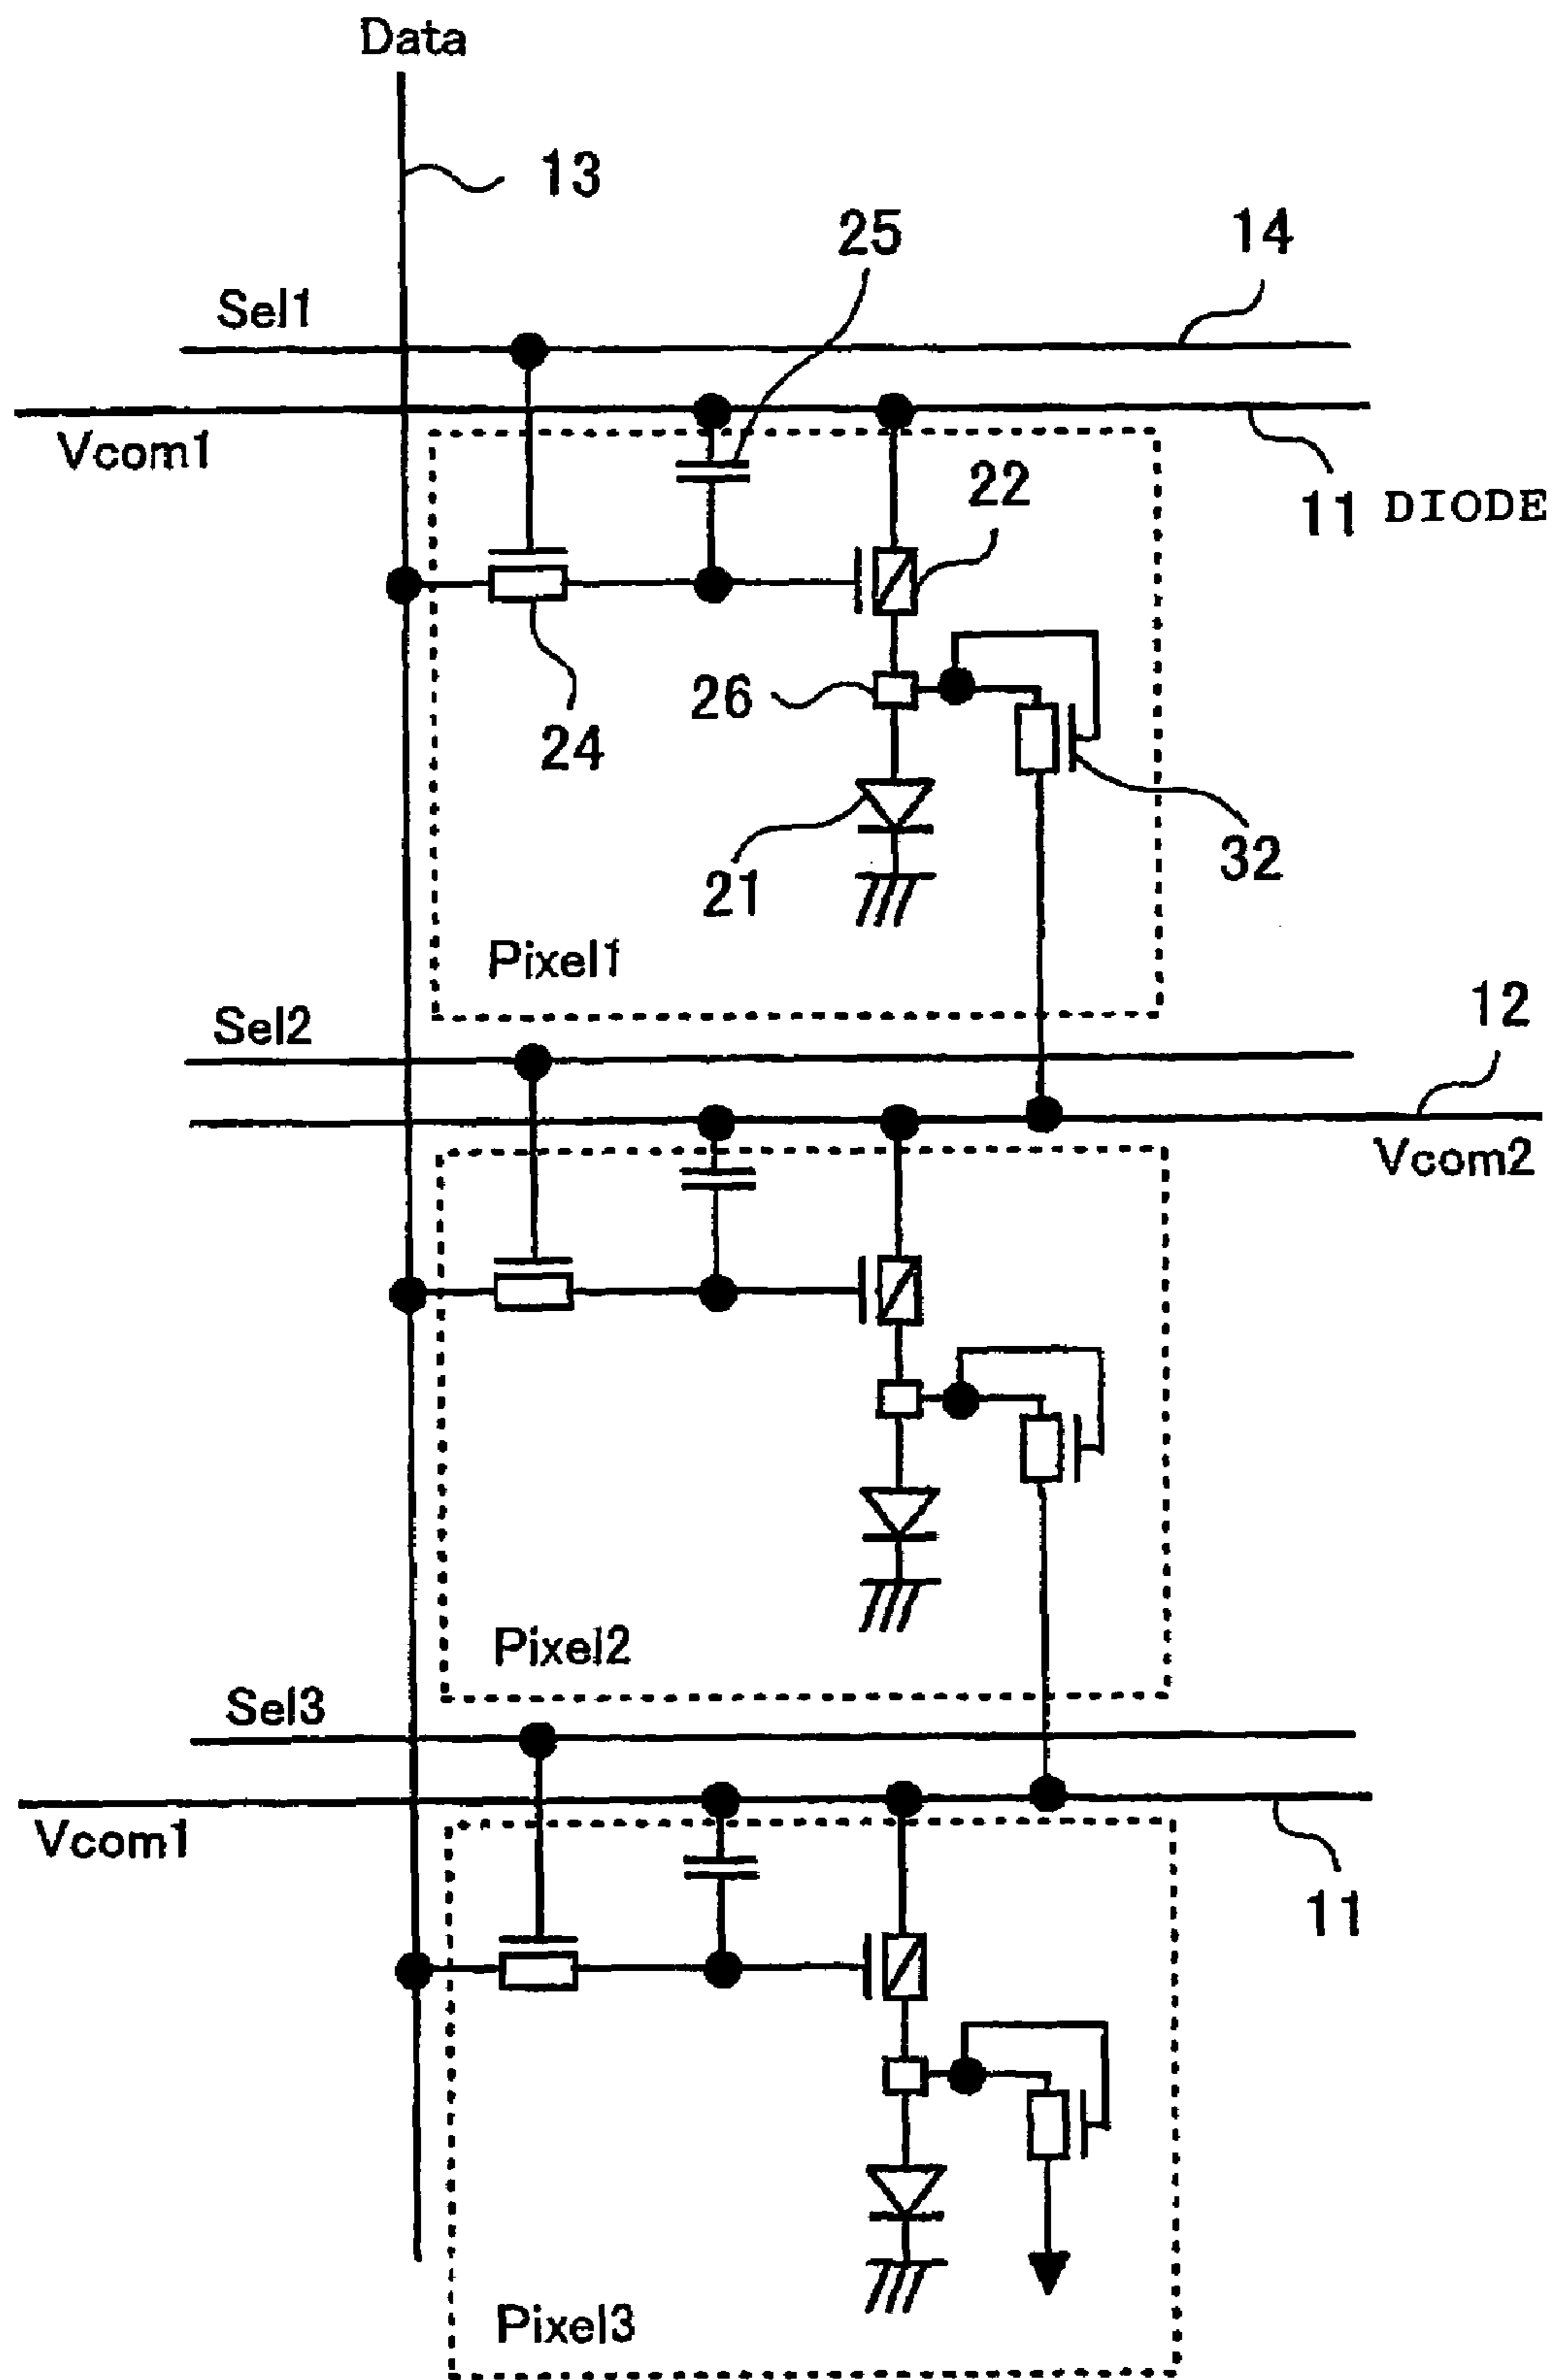 Data
13
25
14
Sel1
Vcom1
11 DIODE
22
26
24
32
21
Pixel1
Sel2
12
Vcom2
Pixel2
Sel3
Vcom1
11
Pixel3